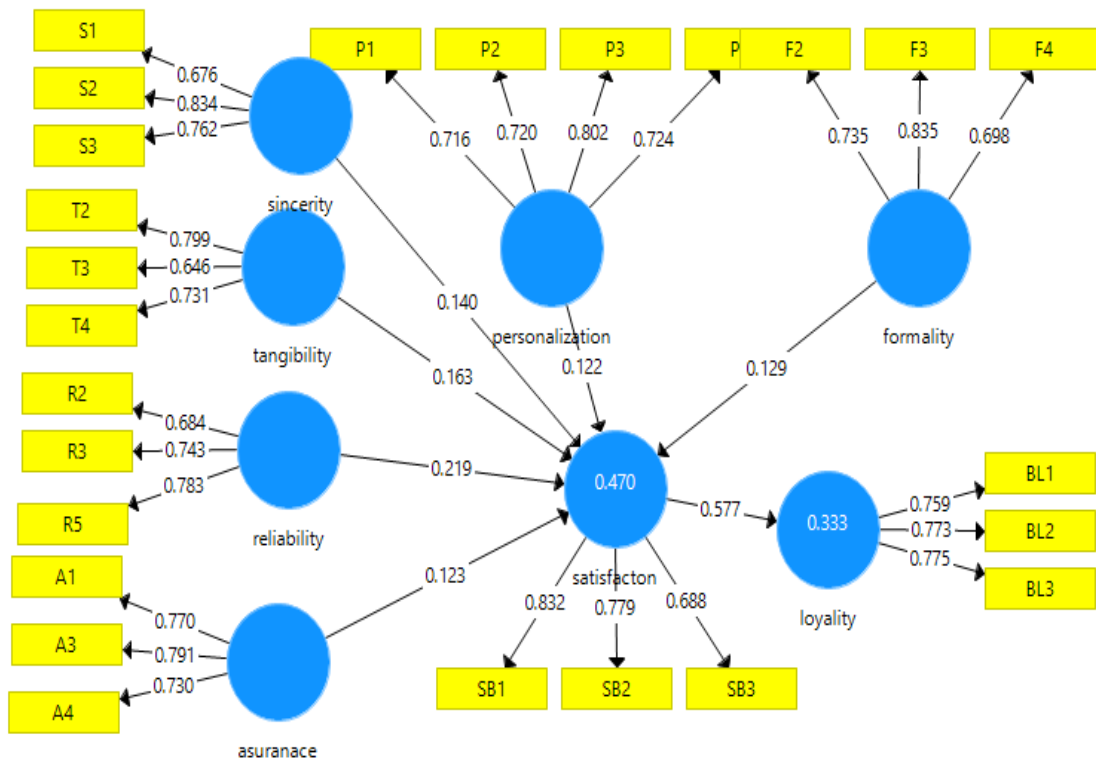 S1
S2
S3
0.676
0.834
0.762
sincerity
P1
P2
P3
P
0.716
0.720
0.802
0.724
personalization
F2
F3
F4
0.735
0.835
0.698
formality
T2
T3
T4
0.799
0.646
0.731
tangibility
R2
R3
R5
0.684
0.743
0.783
reliability
A1
A3
A4
0.770
0.791
0.730
asuranace
0.140
0.163
0.219
0.123
0.122
0.129
0.470
satisfacton
0.832
0.779
0.688
SB1
SB2
SB3
0.577
0.333
loyality
0.759
0.773
0.775
BL1
BL2
BL3